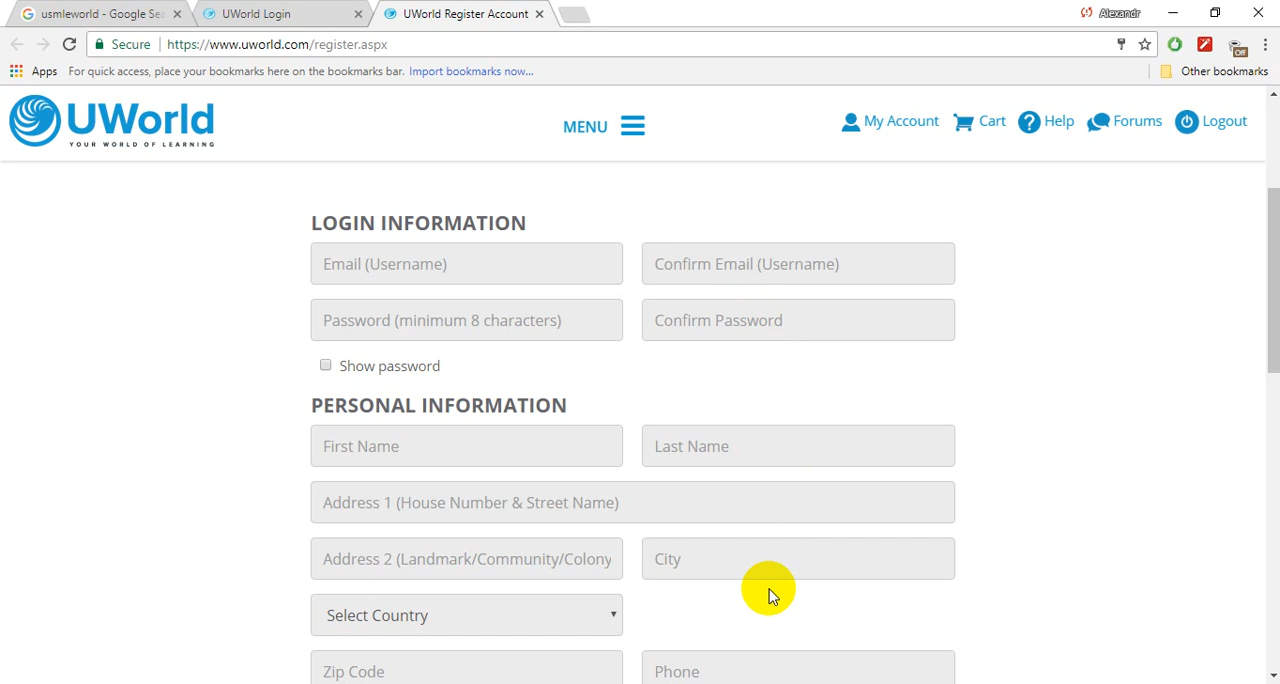 usmleworld - Google Sea
UWorld Login
UWorld Register Account
Alexandr
Secure
https://www.uworld.com/register.aspx
Off
Apps
For quick access, place your bookmarks here on the bookmarks bar. Import bookmarks now...
Other bookmarks
UWorld
YOUR WORLD OF LEARNING
MENU
My Account
Cart
Help
Forums
Logout
LOGIN INFORMATION
Email (Username)
Confirm Email (Username)
Password (minimum 8 characters)
Confirm Password
Show password
PERSONAL INFORMATION
First Name
Last Name
Address 1 (House Number & Street Name)
Address 2 (Landmark/Community/Colony
City
Select Country
Zip Code
Phone